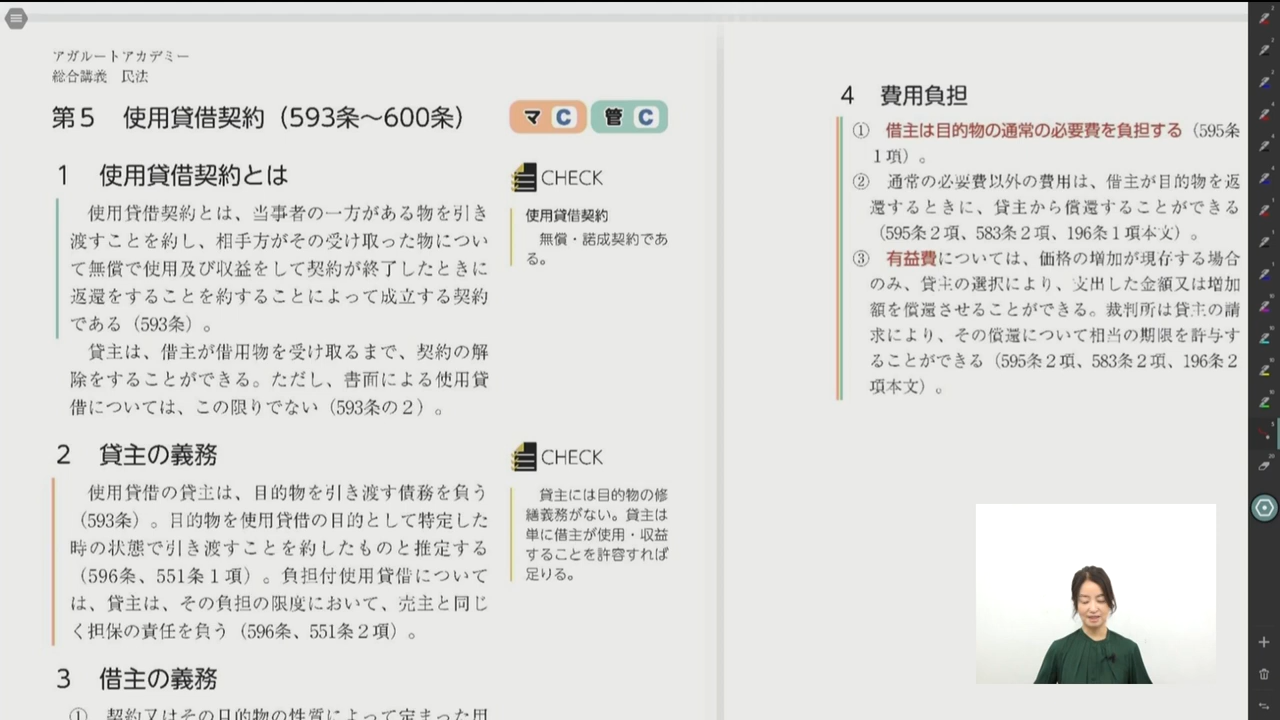 アガルートアカデミー
総合講義　民法
第5　使用貸借契約（593条～600条）
マ C 管 C
1　使用貸借契約とは
使用貸借契約とは、当事者の一方がある物を引き
渡すことを約し、相手方がその受け取った物につい
て無償で使用及び収益をして契約が終了したときに
返還をすることを約することによって成立する契約
である（593条）。
貸主は、借主が借用物を受け取るまで、契約の解
除をすることができる。ただし、書面による使用貸
借については、この限りでない（593条の２）。
CHECK
使用貸借契約
無償・諾成契約であ
る。
2　貸主の義務
使用貸借の貸主は、目的物を引き渡す債務を負う
（593条）。目的物を使用貸借の目的として特定した
時の状態で引き渡すことを約したものと推定する
（596条、551条１項）。負担付使用貸借について
は、貸主は、その負担の限度において、売主と同じ
く担保の責任を負う（596条、551条２項）。
CHECK
貸主には目的物の修
繕義務がない。貸主は
単に借主が使用・収益
することを許容すれば
足りる。
3　借主の義務
①　契約又はその目的物の性質によって定まった用
4　費用負担
①　借主は目的物の通常の必要費を負担する（595条
１項）。
②　通常の必要費以外の費用は、借主が目的物を返
還するときに、貸主から償還することができる
（595条２項、583条２項、196条１項本文）。
③　有益費については、価格の増加が現存する場合
のみ、貸主の選択により、支出した金額又は増加
額を償還させることができる。裁判所は貸主の請
求により、その償還について相当の期限を許与す
ることができる（595条２項、583条２項、196条２
項本文）。